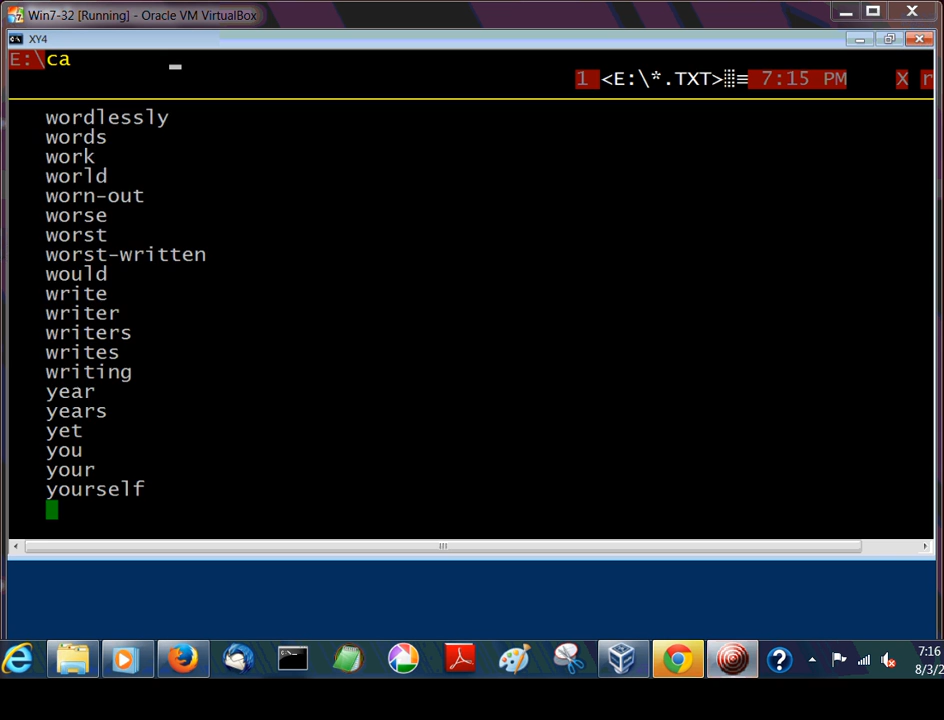 Win7-32 [Running] - Oracle VM VirtualBox
XY4
E:\ca
1 <E:\*.TXT>▒≡ 7:15 PM X r
wordlessly
words
work
world
worn-out
worse
worst
worst-written
would
write
writer
writers
writes
writing
year
years
yet
you
your
yourself
7:16
8/3/2